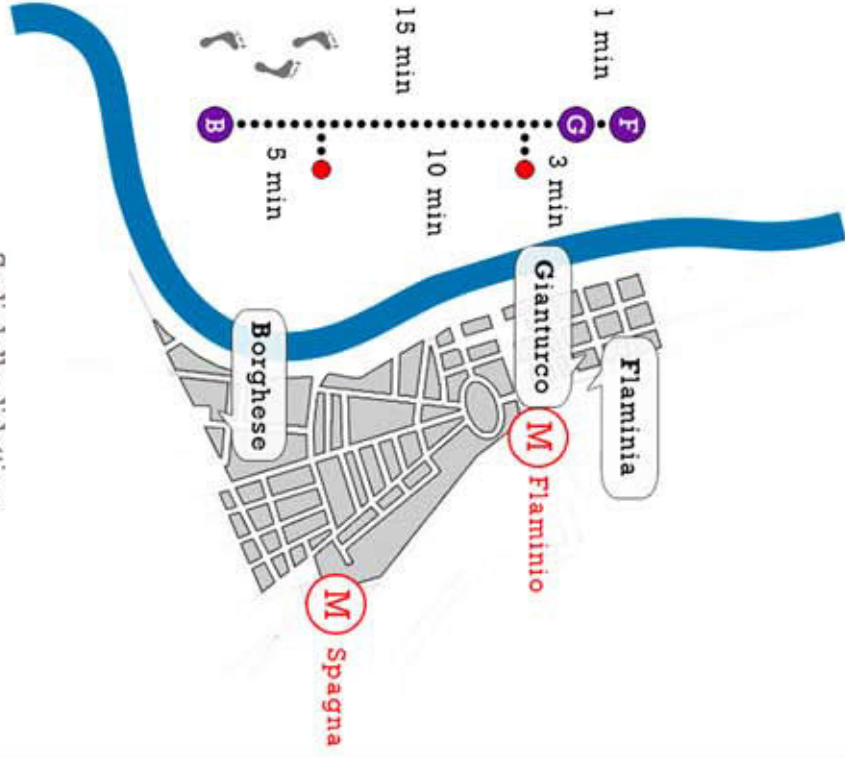 1 min
15 min
F
G
B
3 min
10 min
5 min
Flaminia
Gianturco
Borghese
M Flaminio
M Spagna